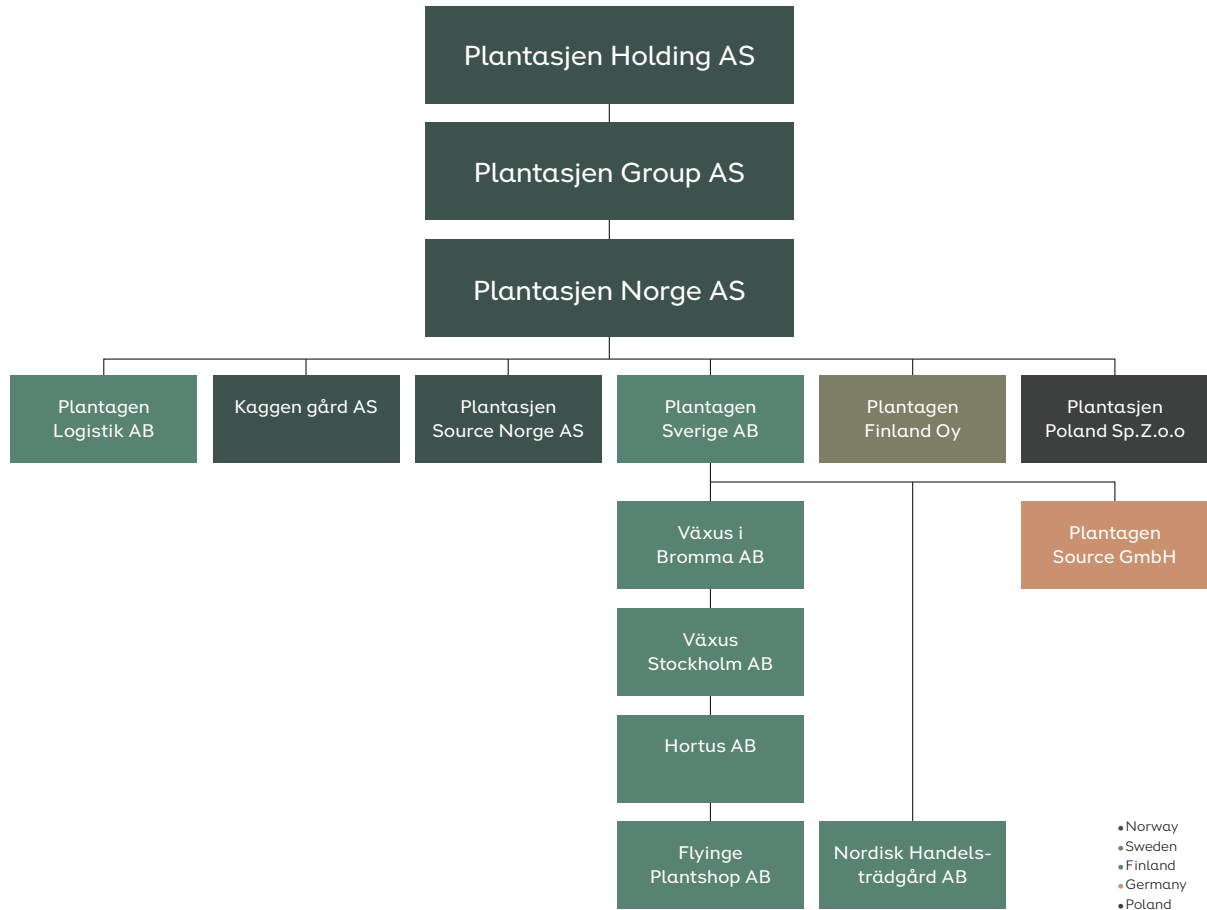 Plantasjen Holding AS
Plantasjen Group AS
Plantasjen Norge AS
Plantagen
Logistik AB
Kaggen gård AS
Plantasjen
Source Norge AS
Plantagen
Sverige AB
Plantagen
Finland Oy
Plantasjen
Poland Sp.Z.o.o
Växus i
Bromma AB
Plantagen
Source GmbH
Växus
Stockholm AB
Hortus AB
Flyinge
Plantshop AB
Nordisk Handels-
trädgård AB
•Norway
•Sweden
•Finland
•Germany
•Poland